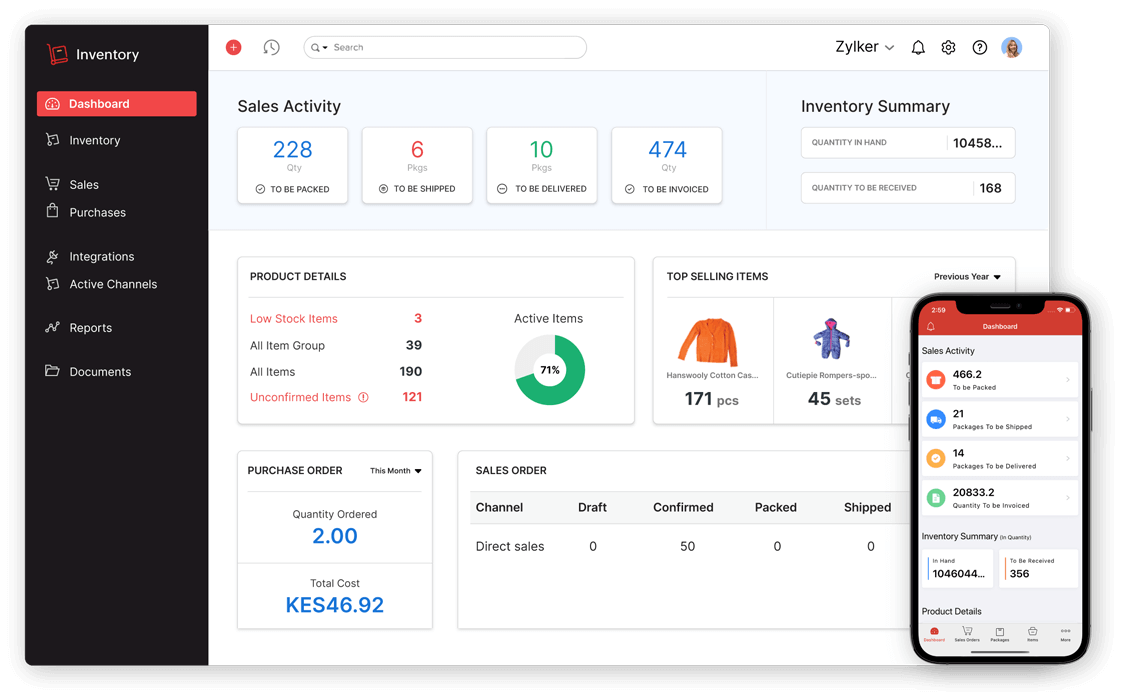 Inventory
Search
Zylker
Dashboard
Inventory
Sales
Purchases
Integrations
Active Channels
Reports
Documents
Sales Activity
228
Qty
TO BE PACKED
6
Pkgs
TO BE SHIPPED
10
Pkgs
TO BE DELIVERED
474
Qty
TO BE INVOICED
Inventory Summary
QUANTITY IN HAND 10458...
QUANTITY TO BE RECEIVED 168
PRODUCT DETAILS
Low Stock Items 3
All Item Group 39
All Items 190
Unconfirmed Items 121
Active Items
71%
TOP SELLING ITEMS Previous Year
Hanswooly Cotton Cas...
171 pcs
Cutiepie Rompers-spo...
45 sets
PURCHASE ORDER This Month
Quantity Ordered
2.00
Total Cost
KES46.92
SALES ORDER
Channel Draft Confirmed Packed Shipped
Direct sales 0 50 0 0
2:59
Dashboard
Sales Activity
466.2
To be Packed
21
Packages To be Shipped
14
Packages To be Delivered
20833.2
Quantity To be Invoiced
Inventory Summary (In Quantity)
In Hand
1046044...
To Be Received
356
Product Details
Dashboard Sales Orders Packages Items More